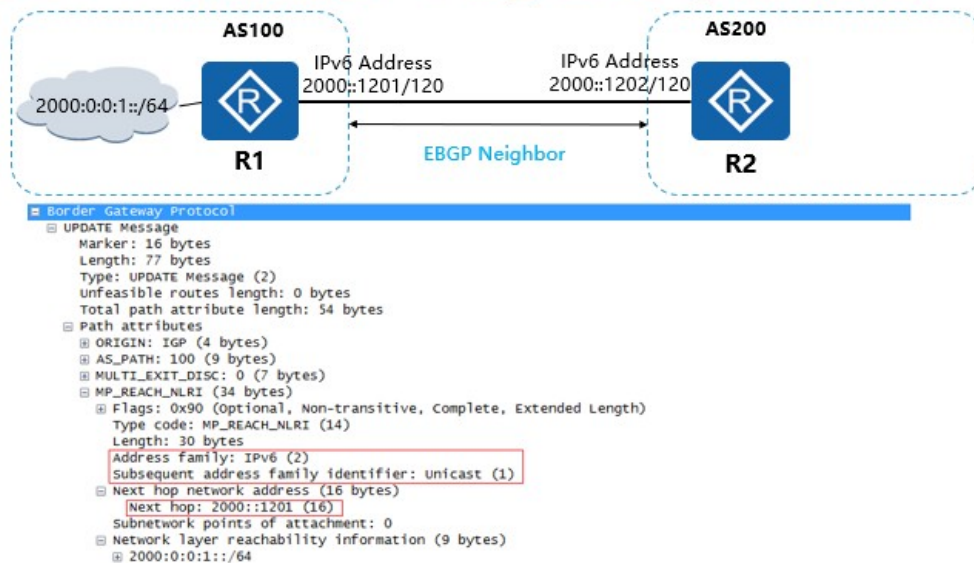 AS100
AS200
IPv6 Address
2000::1201/120
IPv6 Address
2000::1202/120
2000:0:0:1::/64
R
R
R1
EBGP Neighbor
R2
Border Gateway Protocol
UPDATE Message
Marker: 16 bytes
Length: 77 bytes
Type: UPDATE Message (2)
Unfeasible routes length: 0 bytes
Total path attribute length: 54 bytes
Path attributes
ORIGIN: IGP (4 bytes)
AS_PATH: 100 (9 bytes)
MULTI_EXIT_DISC: 0 (7 bytes)
MP_REACH_NLRI (34 bytes)
Flags: 0x90 (Optional, Non-transitive, Complete, Extended Length)
Type code: MP_REACH_NLRI (14)
Length: 30 bytes
Address family: IPv6 (2)
Subsequent address family identifier: Unicast (1)
Next hop network address (16 bytes)
Next hop: 2000::1201 (16)
Subnetwork points of attachment: 0
Network layer reachability information (9 bytes)
2000:0:0:1::/64